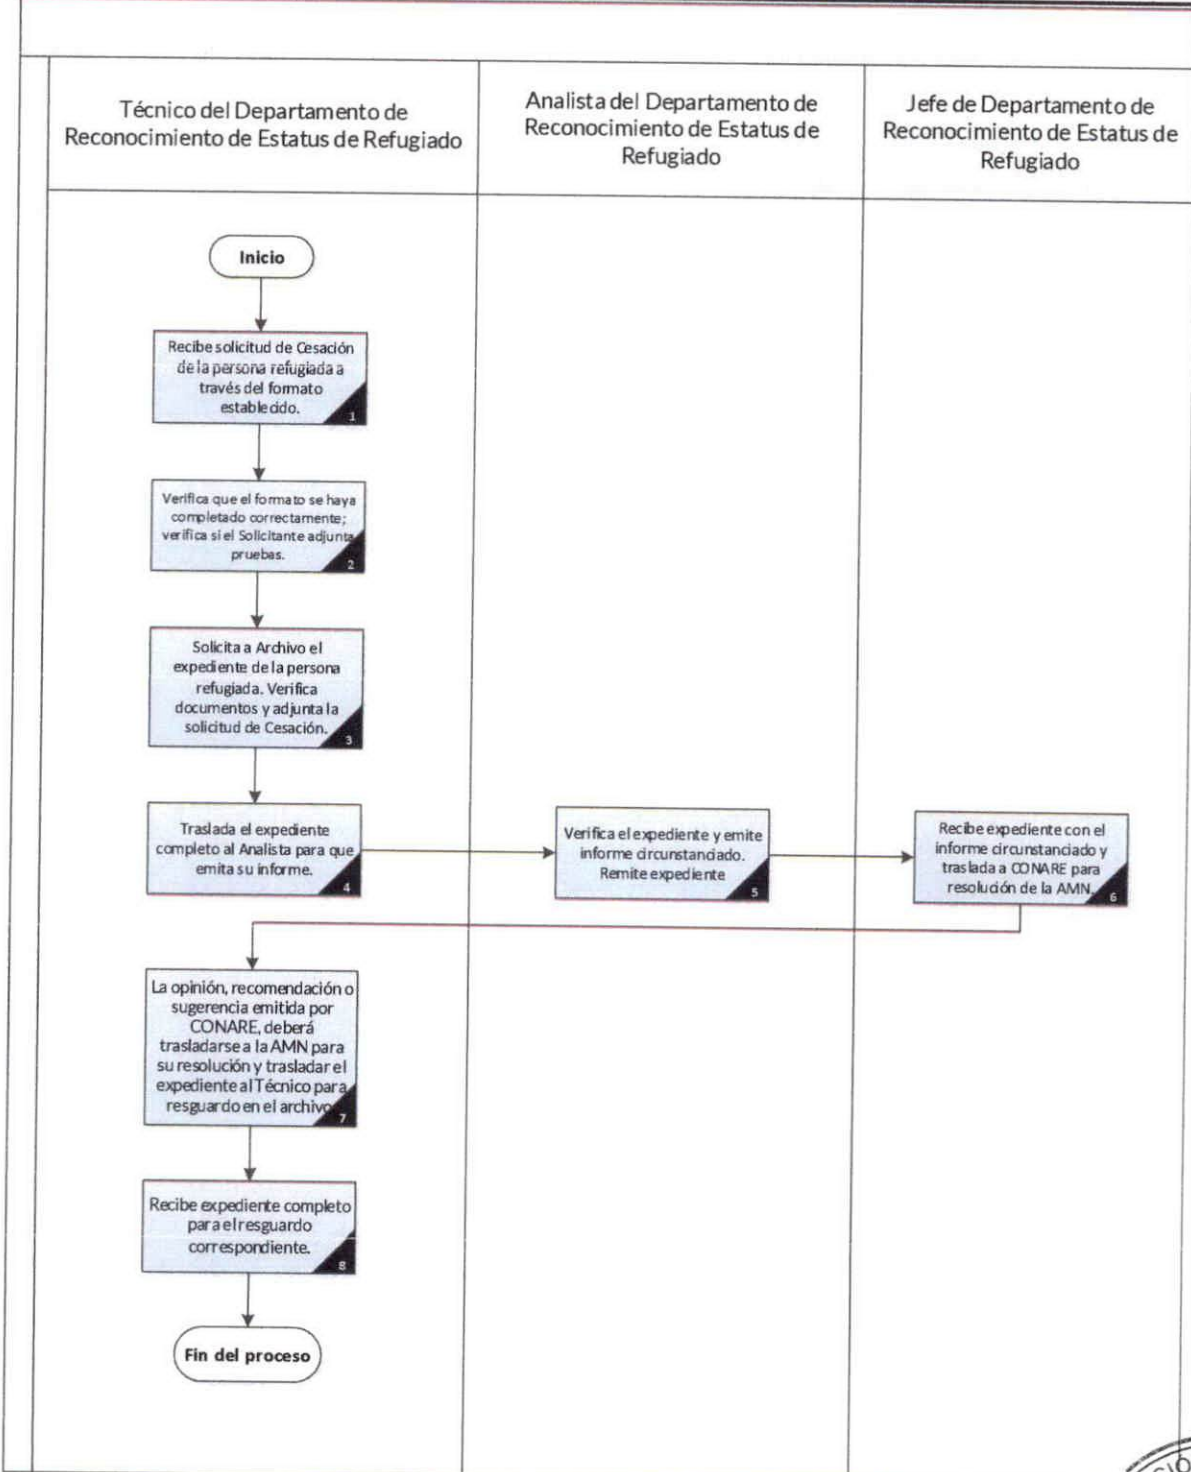 Técnico del Departamento de
Reconocimiento de Estatus de Refugiado
Analista del Departamento de
Reconocimiento de Estatus de
Refugiado
Jefe de Departamento de
Reconocimiento de Estatus de
Refugiado
Inicio
Recibe solicitud de Cesación
de la persona refugiada a
través del formato
establecido.
1
Verifica que el formato se haya
completado correctamente;
verifica si el Solicitante adjunta
pruebas.
2
Solicita a Archivo el
expediente de la persona
refugiada. Verifica
documentos y adjunta la
solicitud de Cesación.
3
Traslada el expediente
completo al Analista para que
emita su informe.
4
Verifica el expediente y emite
informe circunstanciado.
Remite expediente
5
Recibe expediente con el
informe circunstanciado y
traslada a CONARE para
resolución de la AMN.
6
La opinión, recomendación o
sugerencia emitida por
CONARE, deberá
trasladarse a la AMN para
su resolución y trasladar el
expediente al Técnico para
resguardo en el archivo
7
Recibe expediente completo
para el resguardo
correspondiente.
8
Fin del proceso